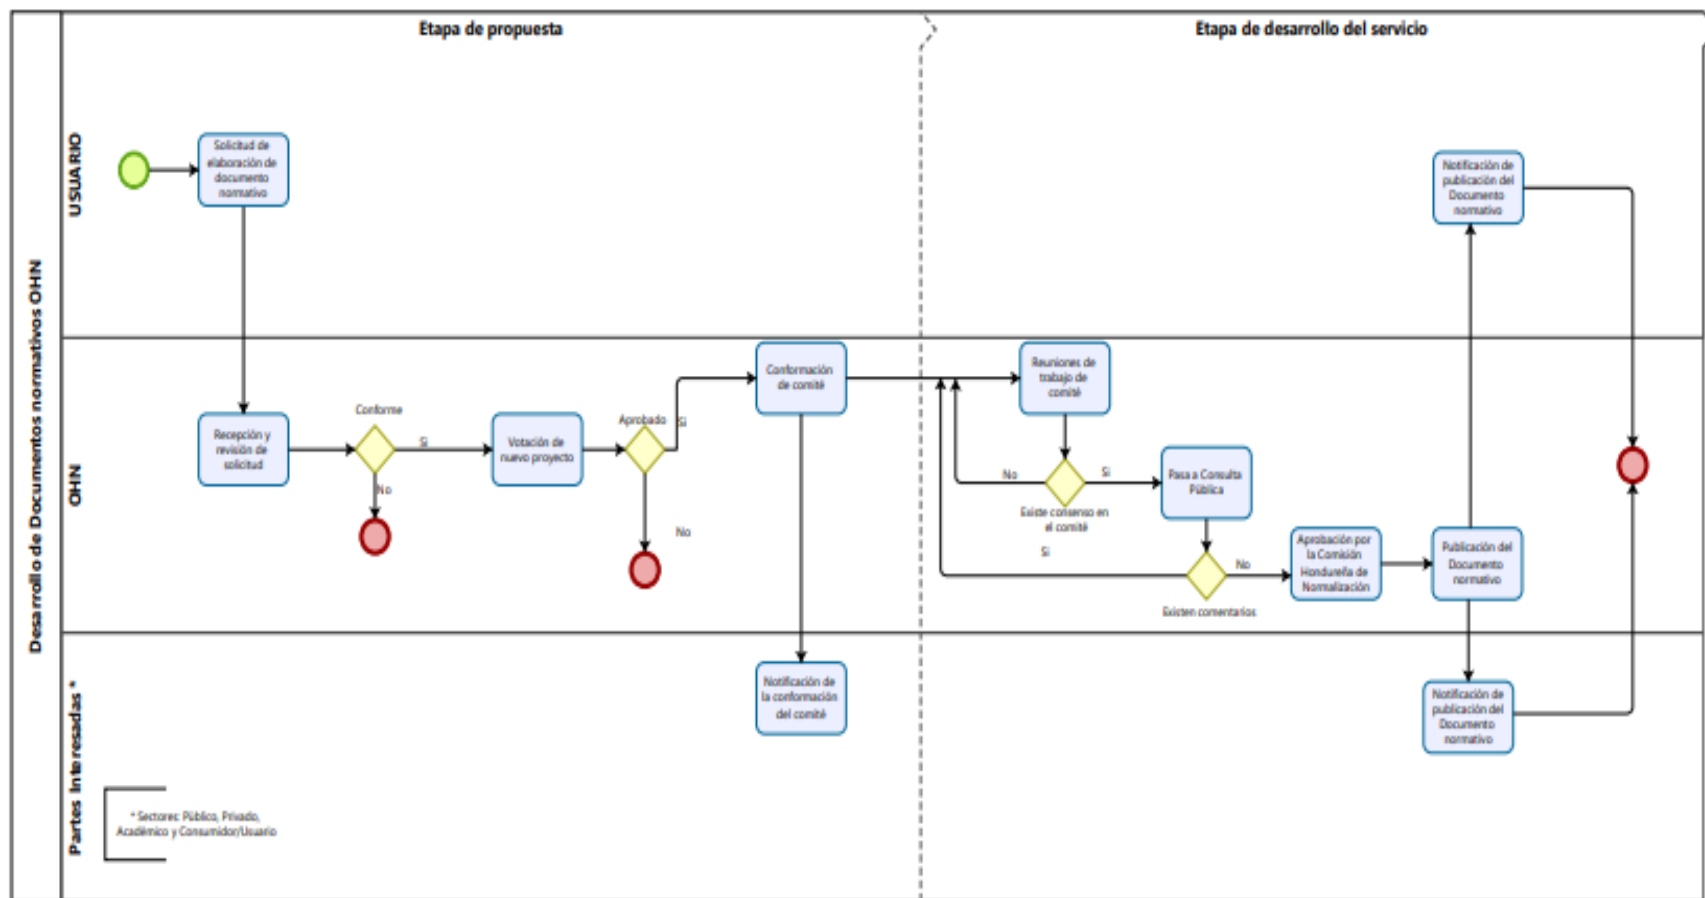 Desarrollo de Documentos normativos OHN
Etapa de propuesta
Etapa de desarrollo del servicio
USUARIO
Solicitud de
elaboración de
documento
normativo
Notificación de
publicación del
Documento
normativo
OHN
Recepción y
revisión de
solicitud
Conforme
Si
No
Votación de
nuevo proyecto
Aprobado
Si
No
Conformación
de comité
Reuniones de
trabajo de
comité
No
Si
Existe consenso en
el comité
Pasa a Consulta
Pública
Si
No
Existen comentarios
Aprobación por
la Comisión
Hondureña de
Normalización
Publicación del
Documento
normativo
Partes Interesadas *
Notificación de
la conformación
del comité
Notificación de
publicación del
Documento
normativo
* Sectores: Público, Privado,
Académico y Consumidor/Usuario